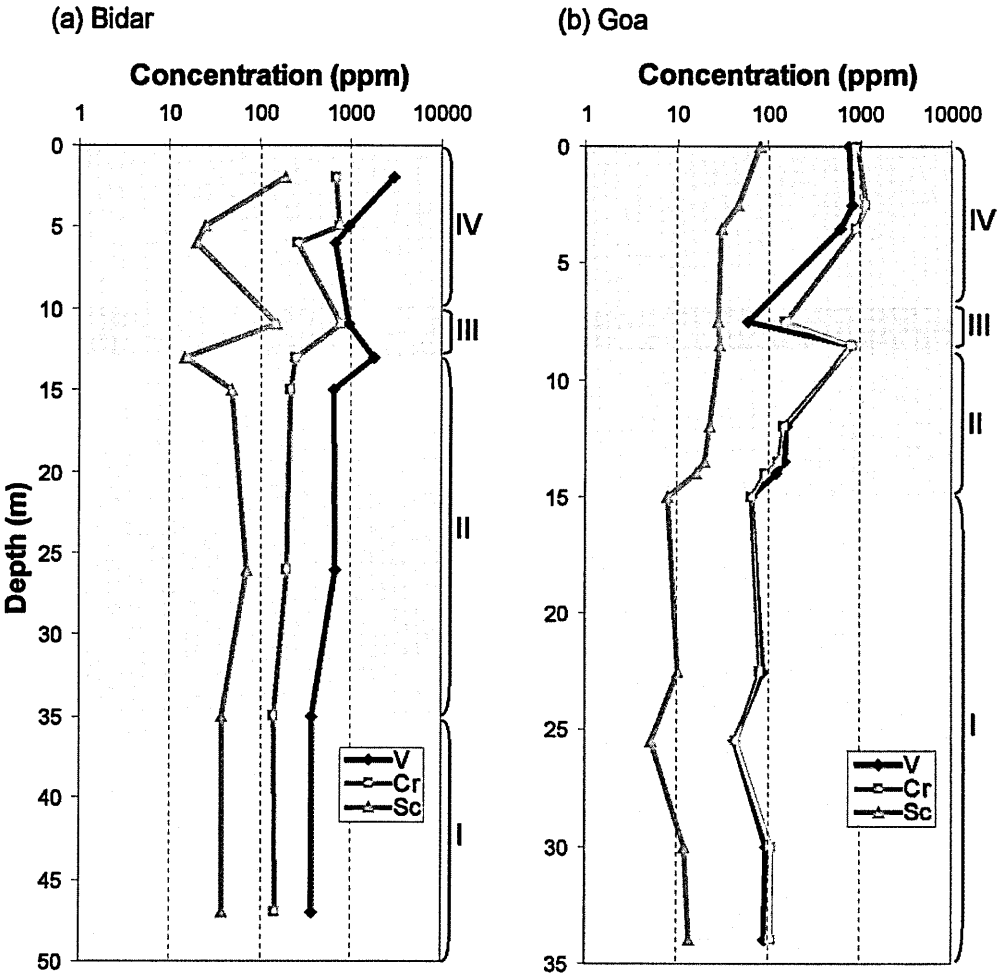 (a) Bidar
(b) Goa
Concentration (ppm)
1 10 100 1000 10000
0
5
10
15
20
25
30
35
40
45
50
Depth (m)
IV
III
II
I
V
Cr
Sc
Concentration (ppm)
1 10 100 1000 10000
0
5
10
15
20
25
30
35
IV
III
II
I
V
Cr
Sc